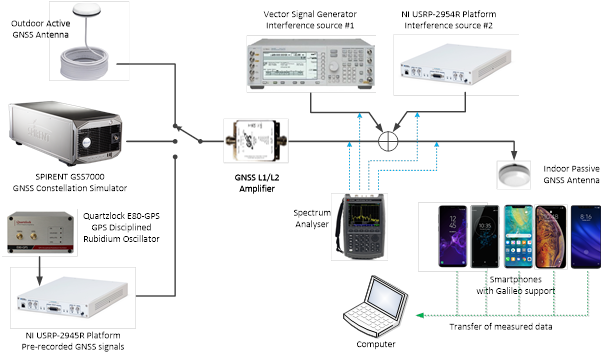 Outdoor Active
GNSS Antenna
Vector Signal Generator
Interference source #1
NI USRP-2954R Platform
Interference source #2
SPIRENT GSS7000
GNSS Constellation Simulator
GNSS L1/L2
Amplifier
Indoor Passive
GNSS Antenna
Quartzlock E80-GPS
GPS Disciplined
Rubidium Oscillator
Spectrum
Analyser
Smartphones
with Galileo support
NI USRP-2945R Platform
Pre-recorded GNSS signals
Computer
Transfer of measured data